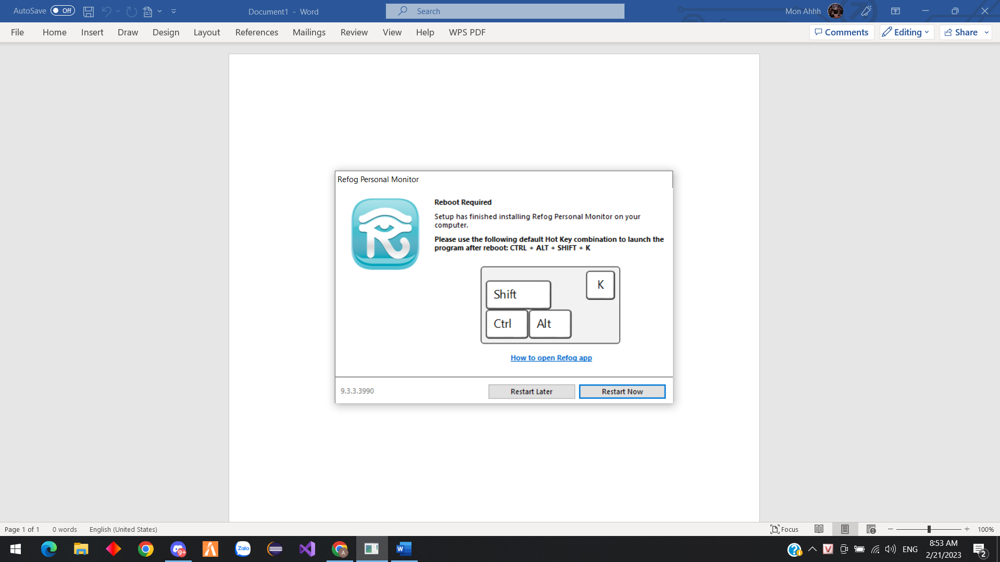 AutoSave Off
Document1 - Word
Search
Mon Ahhh
File Home Insert Draw Design Layout References Mailings Review View Help WPS PDF
Comments Editing Share
Refog Personal Monitor
Reboot Required
Setup has finished installing Refog Personal Monitor on your
computer.
Please use the following default Hot Key combination to launch the
program after reboot: CTRL + ALT + SHIFT + K
K
Shift
Ctrl Alt
How to open Refog app
9.3.3.3990
Restart Later Restart Now
Page 1 of 1 0 words English (United States)
Focus
100%
9+
Zalo
A
W
V
ENG
8:53 AM
2/21/2023
2